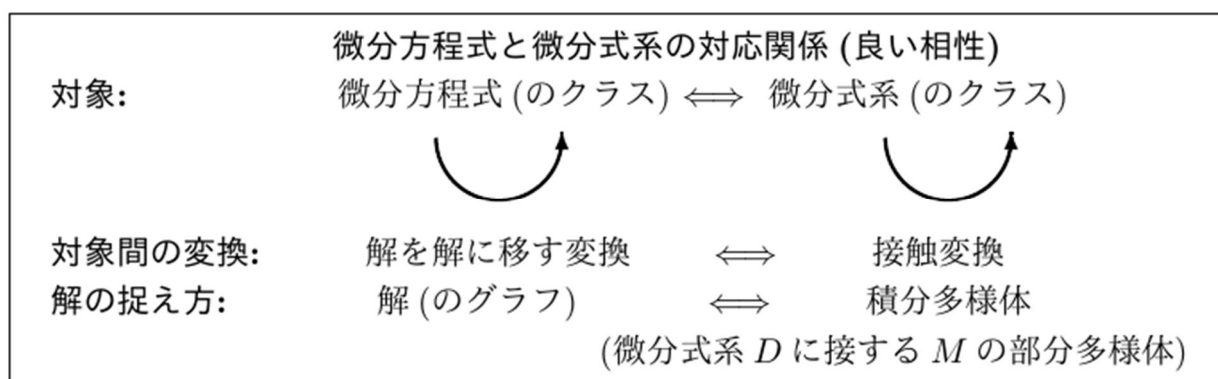 微分方程式と微分式系の対応関係 (良い相性)
対象: 微分方程式 (のクラス) ⟺ 微分式系 (のクラス)
対象間の変換: 解を解に移す変換 ⟺ 接触変換
解の捉え方: 解 (のグラフ) ⟺ 積分多様体
(微分式系 D に接する M の部分多様体)